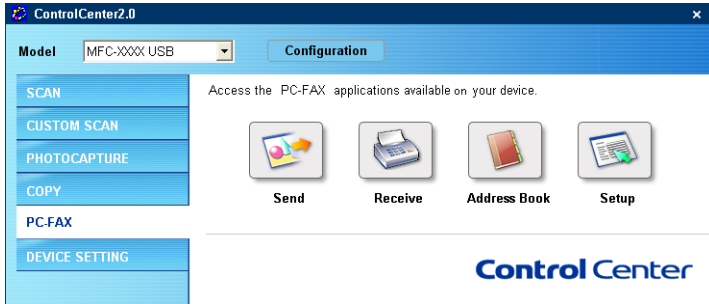 ControlCenter2.0
Model MFC-XXXX USB Configuration
SCAN
Access the PC-FAX applications available on your device.
CUSTOM SCAN
PHOTOCAPTURE
COPY
Send Receive Address Book Setup
PC-FAX
DEVICE SETTING
Control Center